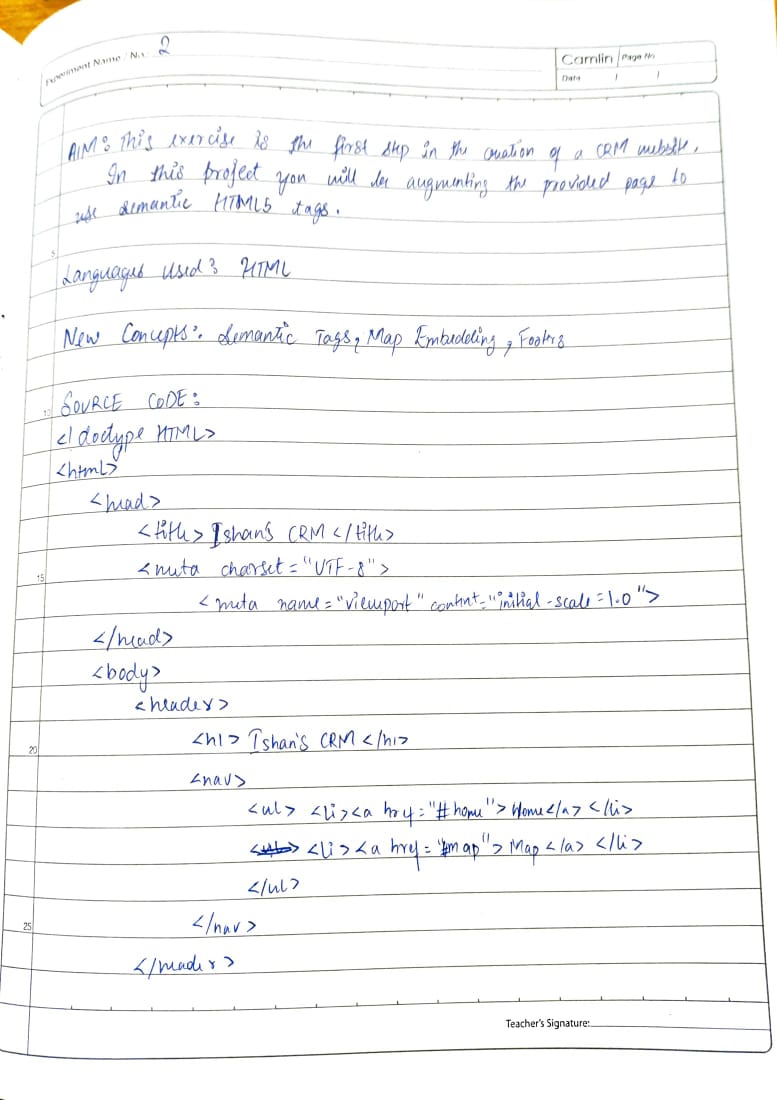 Experiment Name / No.: 2
Camlin Page No
Date / /
AIM: This exercise is the first step in the creation of a CRM website.
In this project you will be augmenting the provided page to
use semantic HTML5 tags.
5
Languages Used: HTML
New Concepts: Semantic Tags, Map Embedding, Footers
10 SOURCE CODE:
<! doctype HTML>
<html>
<head>
<title> Ishan's CRM </title>
15 <meta charset = "UTF-8">
<meta name="viewport" content="initial-scale=1.0">
</head>
<body>
<header>
20 <h1> Ishan's CRM </h1>
<nav>
<ul> <li><a href="#home"> Home</a> </li>
<li> <a href="#map"> Map </a> </li>
</ul>
25 </nav>
</header>
Teacher's Signature: